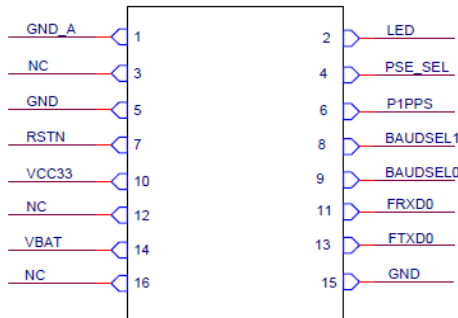 GND_A 1 2 LED
NC 3 4 PSE_SEL
GND 5 6 P1PPS
RSTN 7 8 BAUDSEL1
VCC33 10 9 BAUDSEL0
NC 12 11 FRXD0
VBAT 14 13 FTXD0
NC 16 15 GND